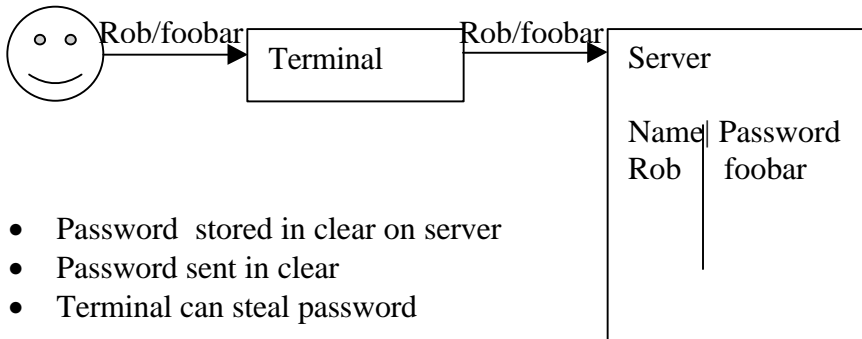 Rob/foobar
Terminal
Rob/foobar
Server
Name| Password
Rob foobar
• Password stored in clear on server
• Password sent in clear
• Terminal can steal password